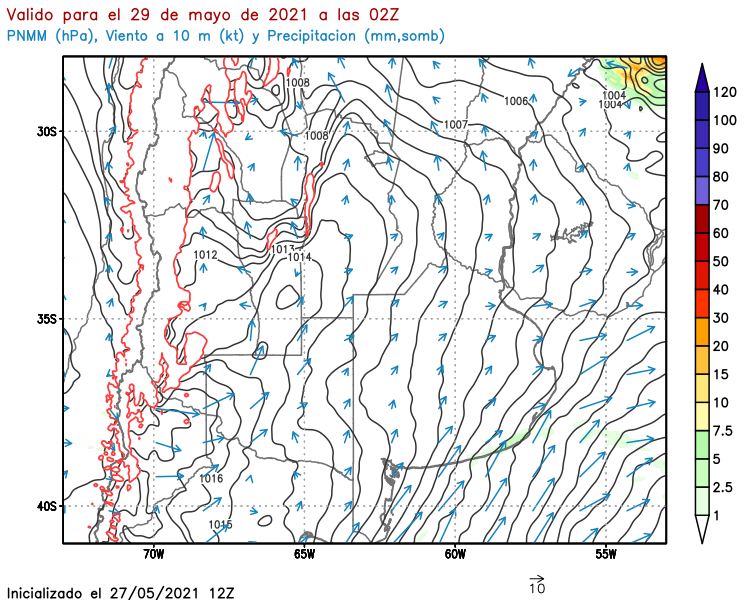 Valido para el 29 de mayo de 2021 a las 02Z
PNMM (hPa), Viento a 10 m (kt) y Precipitacion (mm,somb)
1008
1004
1004
1006
1007
1008
30S
1012
1013
1014
35S
1016
1015
40S
70W
65W
60W
55W
120
100
90
80
70
60
50
40
30
20
15
10
7.5
5
2.5
1
10
Inicializado el 27/05/2021 12Z